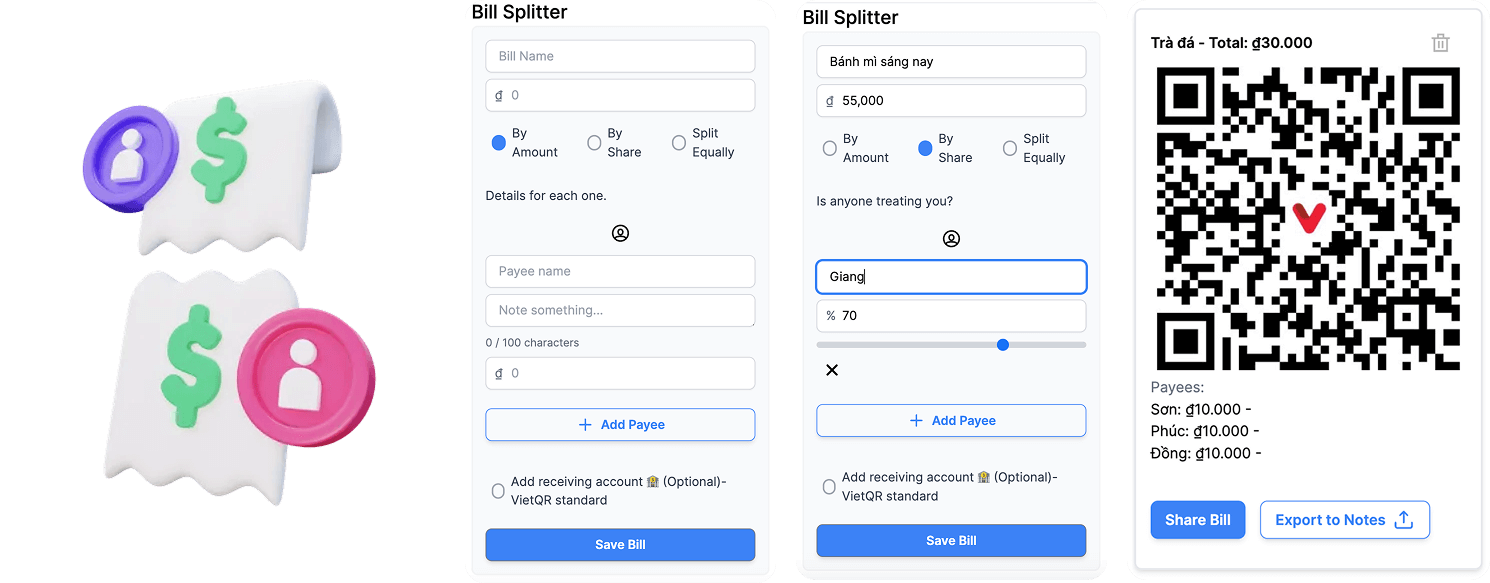 Bill Splitter
Bill Name
₫ 0
By
Amount
By
Share
Split
Equally
Details for each one.
Payee name
Note something...
0 / 100 characters
₫ 0
+ Add Payee
Add receiving account 🏦 (Optional)-
VietQR standard
Save Bill
Bill Splitter
Bánh mì sáng nay
₫ 55,000
By
Amount
By
Share
Split
Equally
Is anyone treating you?
Giang
% 70
+ Add Payee
Add receiving account 🏦 (Optional)-
VietQR standard
Save Bill
Trà đá - Total: ₫30.000
Payees:
Sơn: ₫10.000 -
Phúc: ₫10.000 -
Đồng: ₫10.000 -
Share Bill
Export to Notes